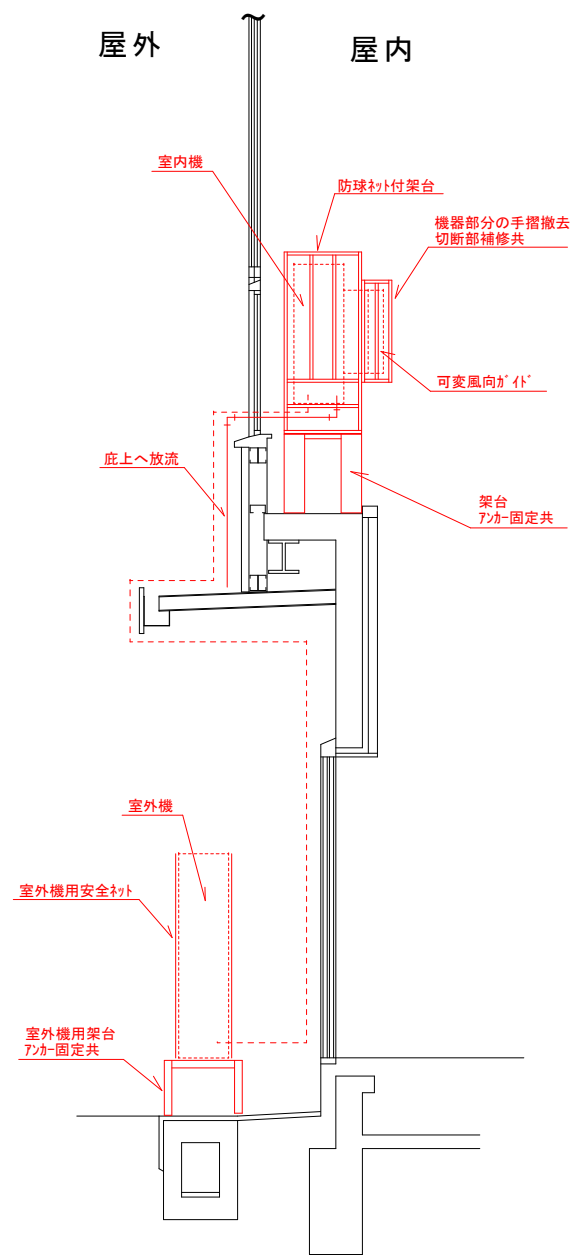 屋外
屋内
室内機
防球ﾈｯﾄ付架台
機器部分の手摺撤去
切断部補修共
可変風向ｶﾞｲﾄﾞ
庇上へ放流
架台
ｱﾝｶｰ固定共
室外機
室外機用安全ﾈｯﾄ
室外機用架台
ｱﾝｶｰ固定共